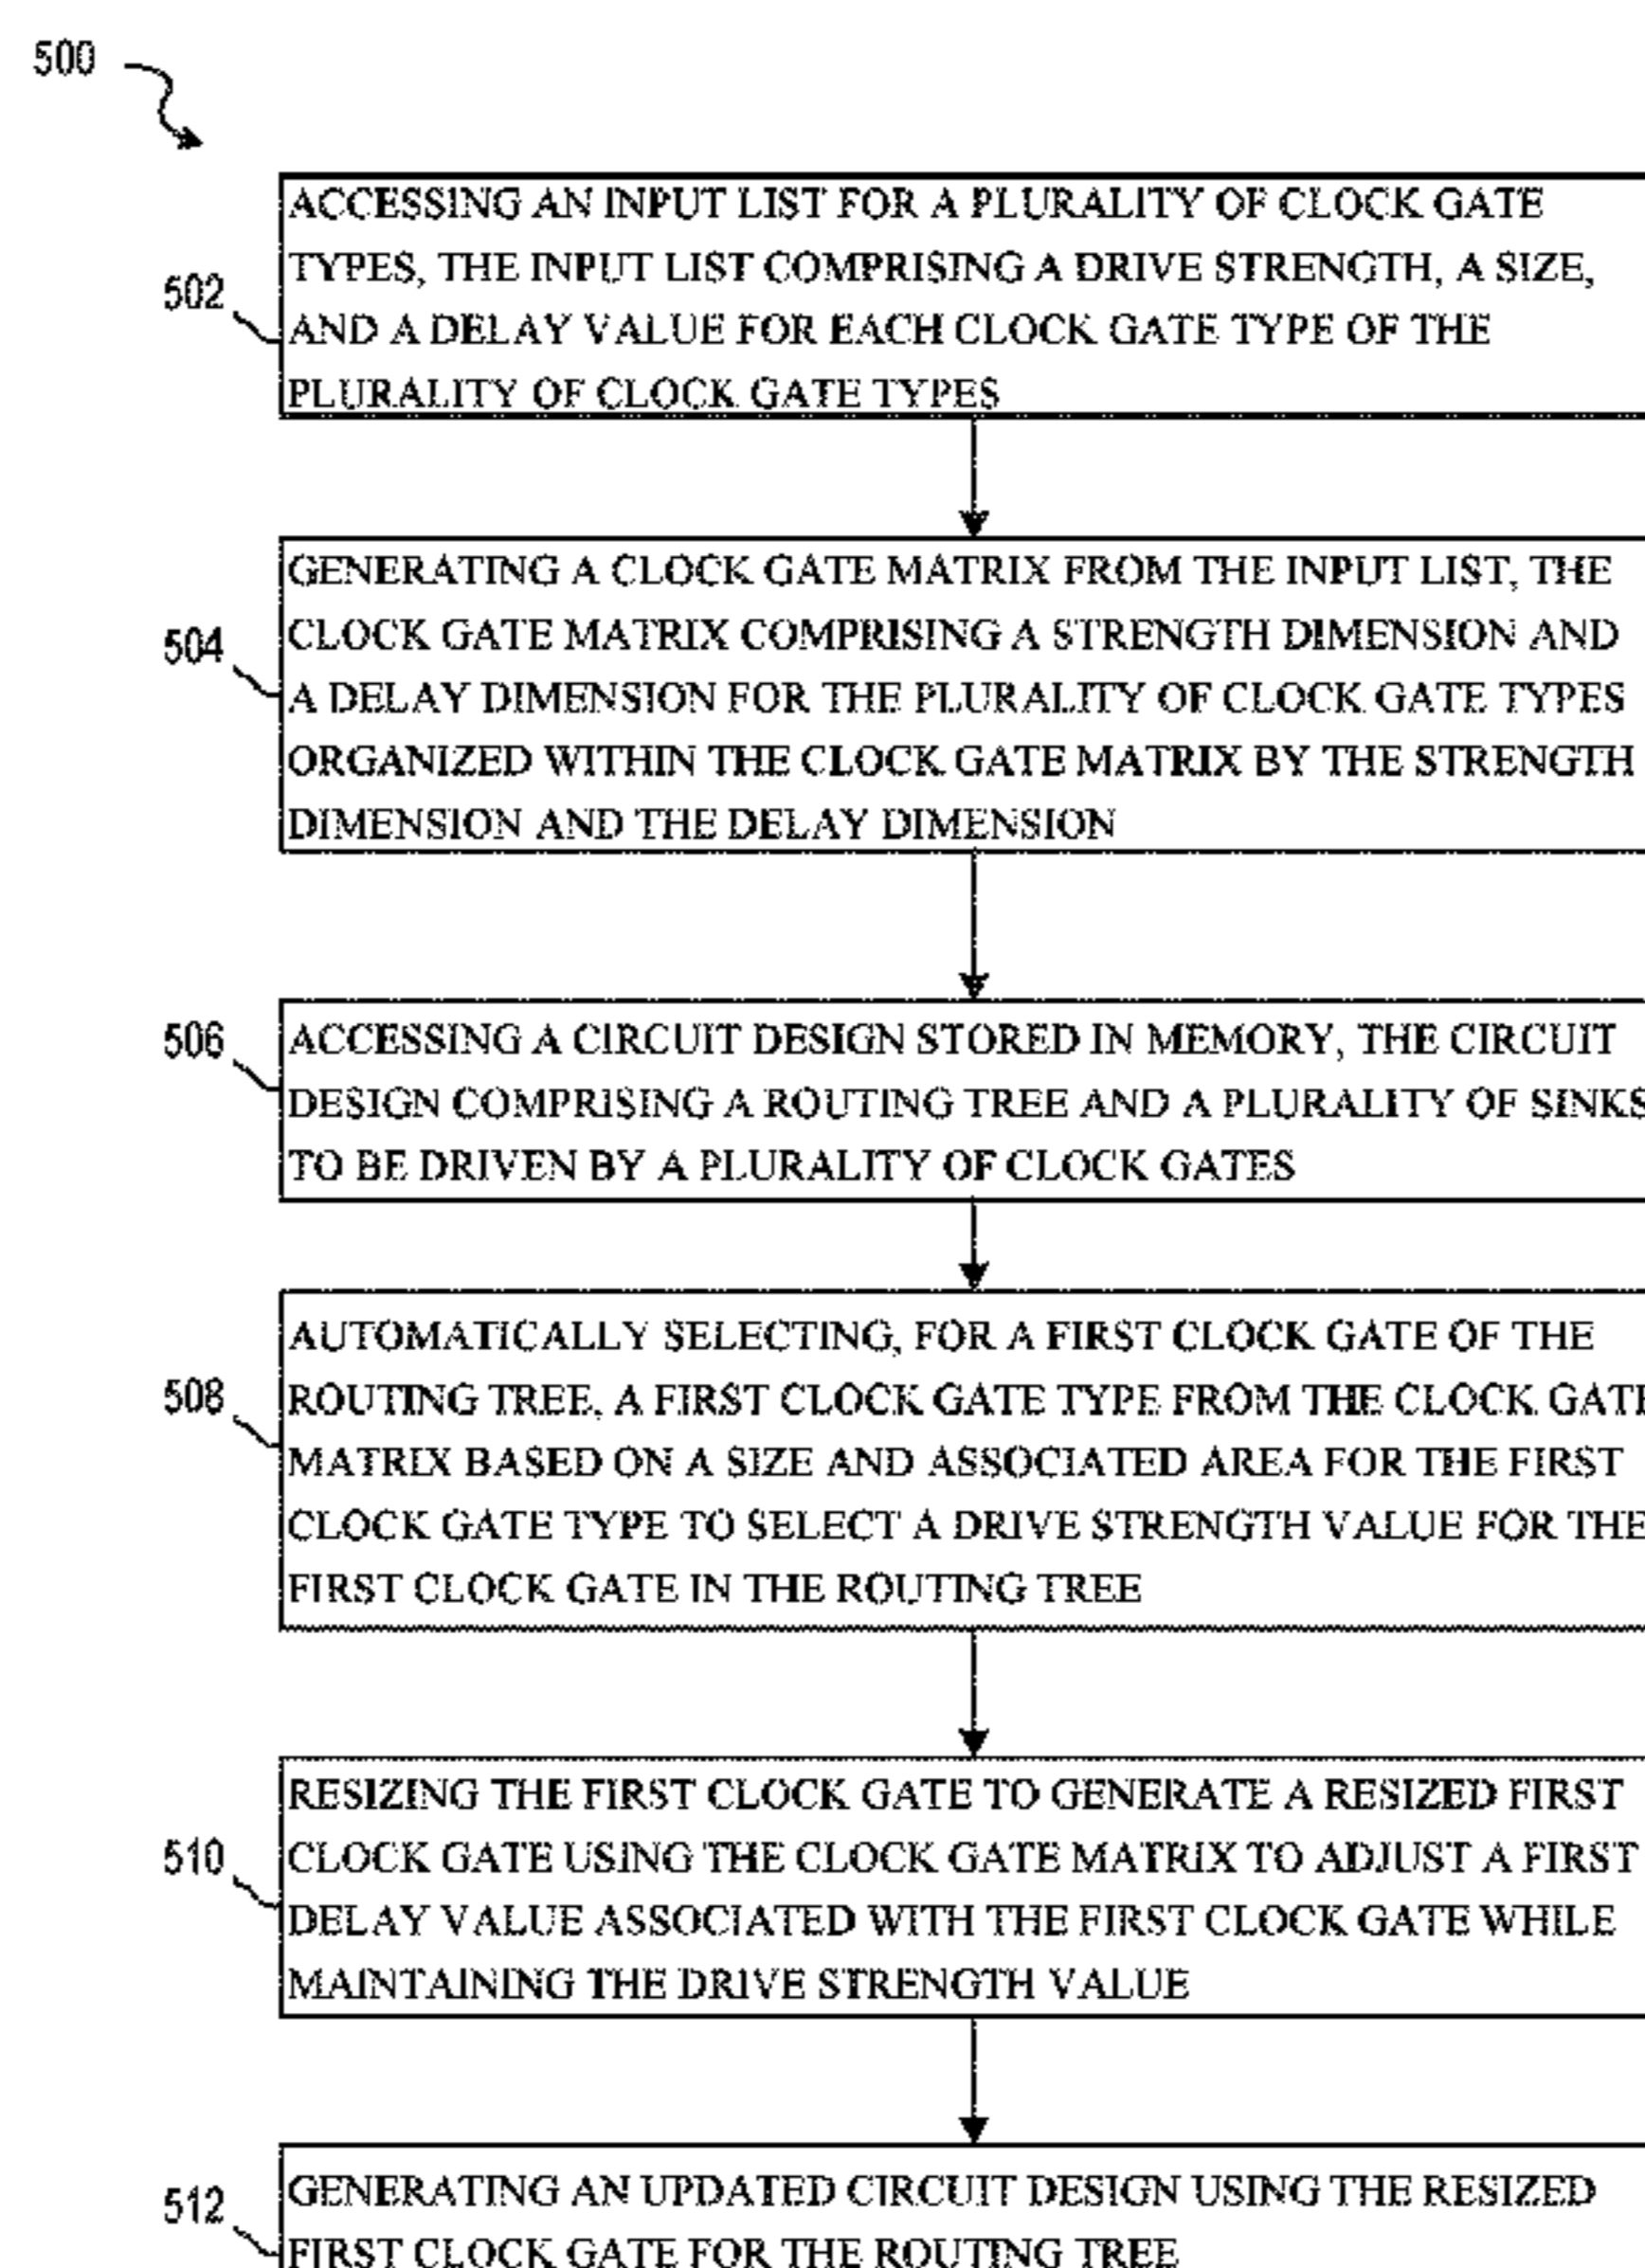 500
502
ACCESSING AN INPUT LIST FOR A PLURALITY OF CLOCK GATE
TYPES, THE INPUT LIST COMPRISING A DRIVE STRENGTH, A SIZE,
AND A DELAY VALUE FOR EACH CLOCK GATE TYPE OF THE
PLURALITY OF CLOCK GATE TYPES
504
GENERATING A CLOCK GATE MATRIX FROM THE INPUT LIST, THE
CLOCK GATE MATRIX COMPRISING A STRENGTH DIMENSION AND
A DELAY DIMENSION FOR THE PLURALITY OF CLOCK GATE TYPES
ORGANIZED WITHIN THE CLOCK GATE MATRIX BY THE STRENGTH
DIMENSION AND THE DELAY DIMENSION
506
ACCESSING A CIRCUIT DESIGN STORED IN MEMORY, THE CIRCUIT
DESIGN COMPRISING A ROUTING TREE AND A PLURALITY OF SINKS
TO BE DRIVEN BY A PLURALITY OF CLOCK GATES
508
AUTOMATICALLY SELECTING, FOR A FIRST CLOCK GATE OF THE
ROUTING TREE, A FIRST CLOCK GATE TYPE FROM THE CLOCK GATE
MATRIX BASED ON A SIZE AND ASSOCIATED AREA FOR THE FIRST
CLOCK GATE TYPE TO SELECT A DRIVE STRENGTH VALUE FOR THE
FIRST CLOCK GATE IN THE ROUTING TREE
510
RESIZING THE FIRST CLOCK GATE TO GENERATE A RESIZED FIRST
CLOCK GATE USING THE CLOCK GATE MATRIX TO ADJUST A FIRST
DELAY VALUE ASSOCIATED WITH THE FIRST CLOCK GATE WHILE
MAINTAINING THE DRIVE STRENGTH VALUE
512
GENERATING AN UPDATED CIRCUIT DESIGN USING THE RESIZED
FIRST CLOCK GATE FOR THE ROUTING TREE